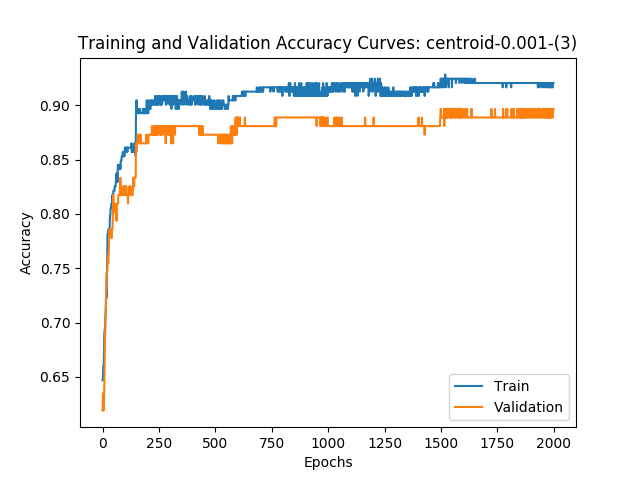 Training and Validation Accuracy Curves: centroid-0.001-(3)
Accuracy
0.90
0.85
0.80
0.75
0.70
0.65
0 250 500 750 1000 1250 1500 1750 2000
Epochs
Train
Validation